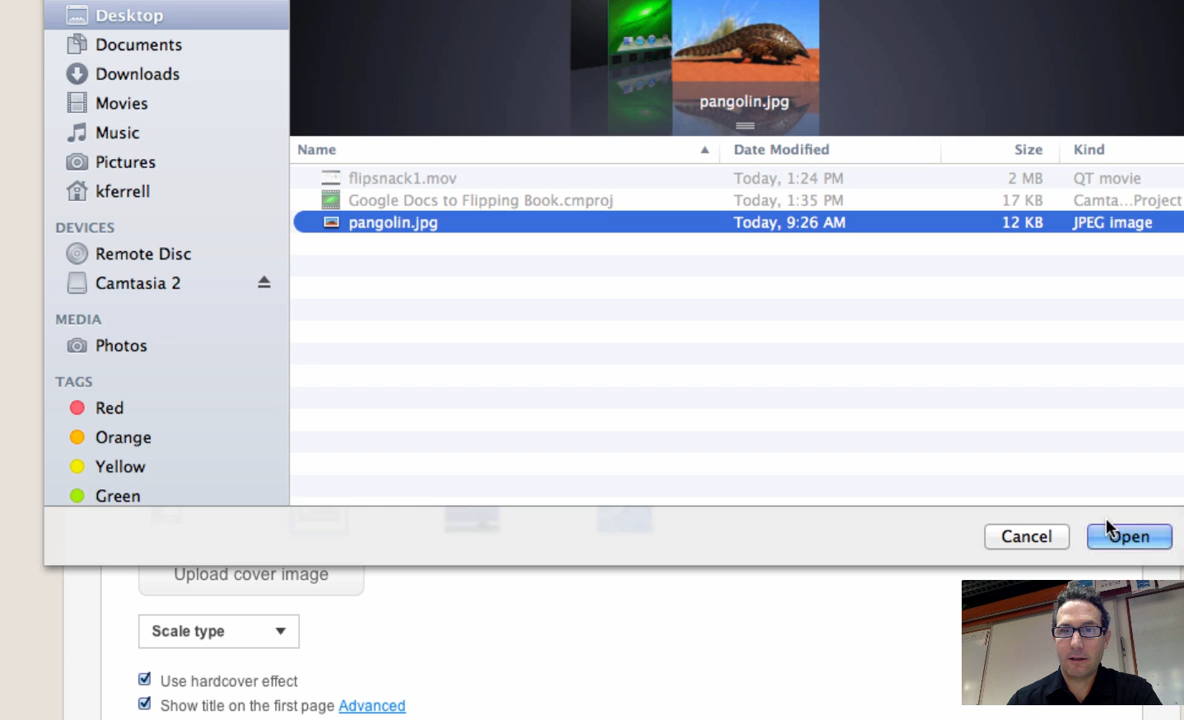 Desktop
Documents
Downloads
Movies
Music
Pictures
kferrell
DEVICES
Remote Disc
Camtasia 2
MEDIA
Photos
TAGS
Red
Orange
Yellow
Green
pangolin.jpg
Name Date Modified Size Kind
flipsnack1.mov Today, 1:24 PM 2 MB QT movie
Google Docs to Flipping Book.cmproj Today, 1:35 PM 17 KB Camta...Project
pangolin.jpg Today, 9:26 AM 12 KB JPEG image
Cancel Open
Upload cover image
Scale type
Use hardcover effect
Show title on the first page Advanced